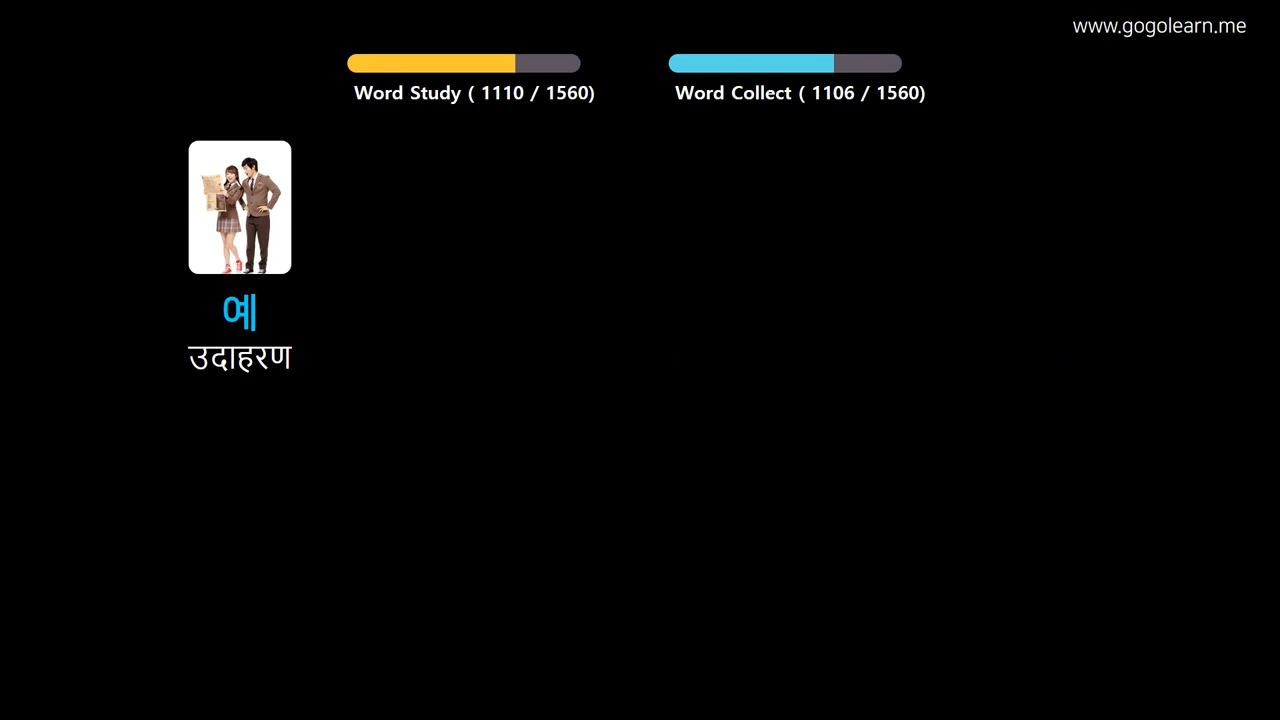 www.gogolearn.me
Word Study ( 1110 / 1560)
Word Collect ( 1106 / 1560)
예
उदाहरण